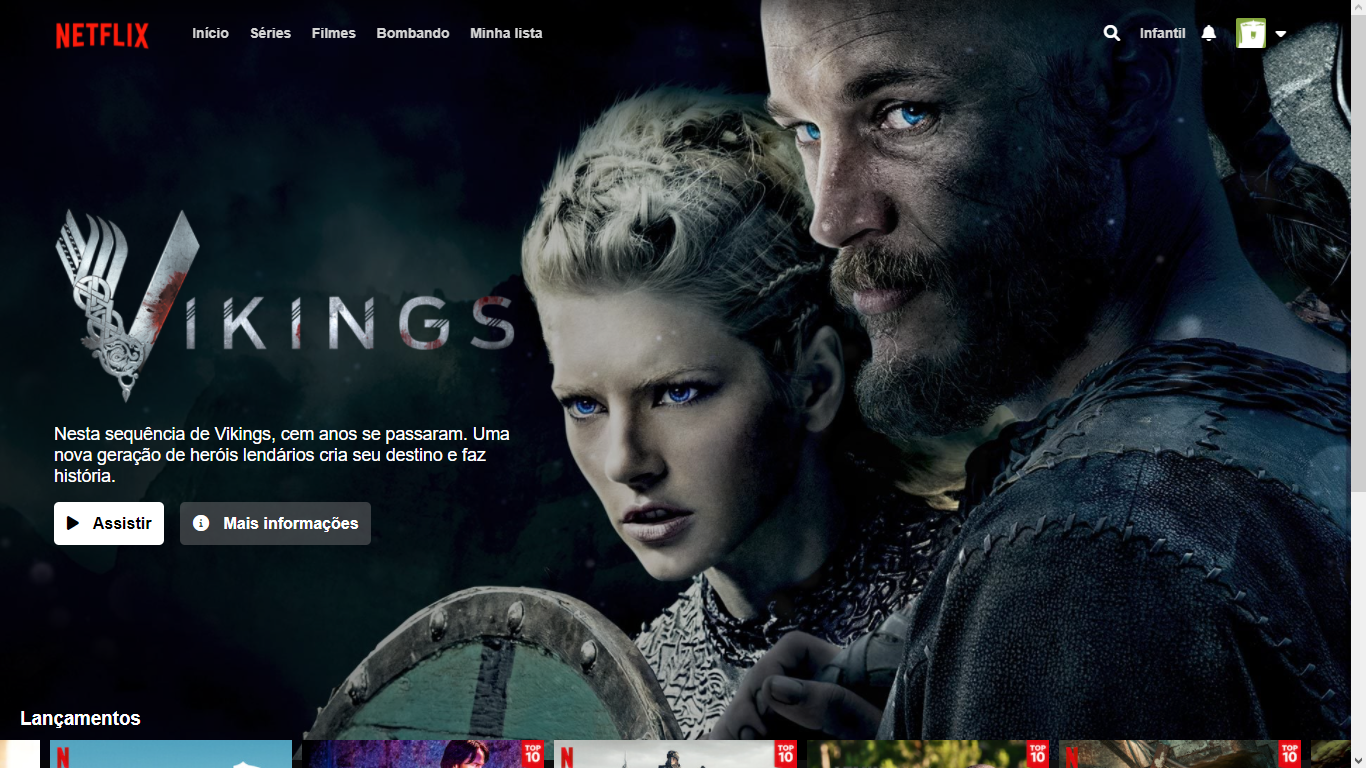 NETFLIX
Início Séries Filmes Bombando Minha lista
Infantil
VIKINGS
Nesta sequência de Vikings, cem anos se passaram. Uma
nova geração de heróis lendários cria seu destino e faz
história.
Assistir Mais informações
Lançamentos
N
TOP
10
N
TOP
10
TOP
10
N
TOP
10